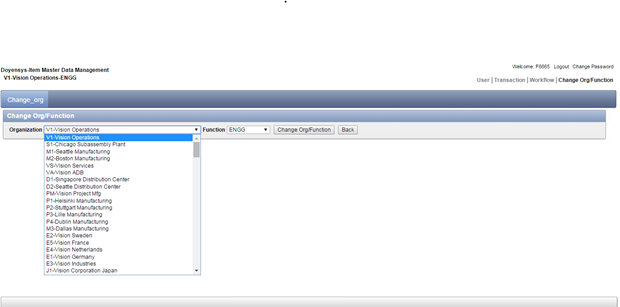 Welcome: F6665 Logout Change Password
Doyensys-Item Master Data Management
V1-Vision Operations-ENGG
User | Transaction | Workflow | Change Org/Function
Change_org
Change Org/Function
Organization V1-Vision Operations Function ENGG Change Org/Function Back
V1-Vision Operations
S1-Chicago Subassembly Plant
M1-Seattle Manufacturing
M2-Boston Manufacturing
VS-Vision Services
VA-Vision ADB
D1-Singapore Distribution Center
D2-Seattle Distribution Center
PM-Vision Project Mfg
P1-Helsinki Manufacturing
P2-Stuttgart Manufacturing
P3-Lille Manufacturing
P4-Dublin Manufacturing
M3-Dallas Manufacturing
E2-Vision Sweden
E5-Vision France
E4-Vision Netherlands
E1-Vision Germany
E3-Vision Industries
J1-Vision Corporation Japan